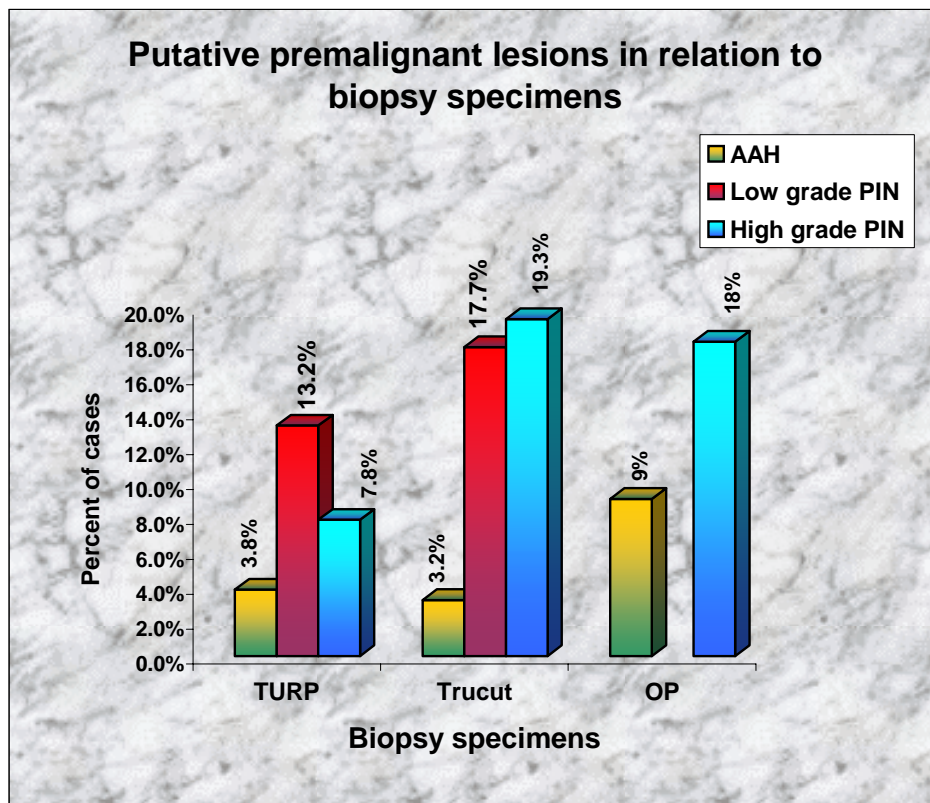 Putative premalignant lesions in relation to
biopsy specimens
AAH
Low grade PIN
High grade PIN
Percent of cases
20.0%
18.0%
16.0%
14.0%
12.0%
10.0%
8.0%
6.0%
4.0%
2.0%
0.0%
3.8%
13.2%
7.8%
3.2%
17.7%
19.3%
9%
18%
TURP
Trucut
OP
Biopsy specimens